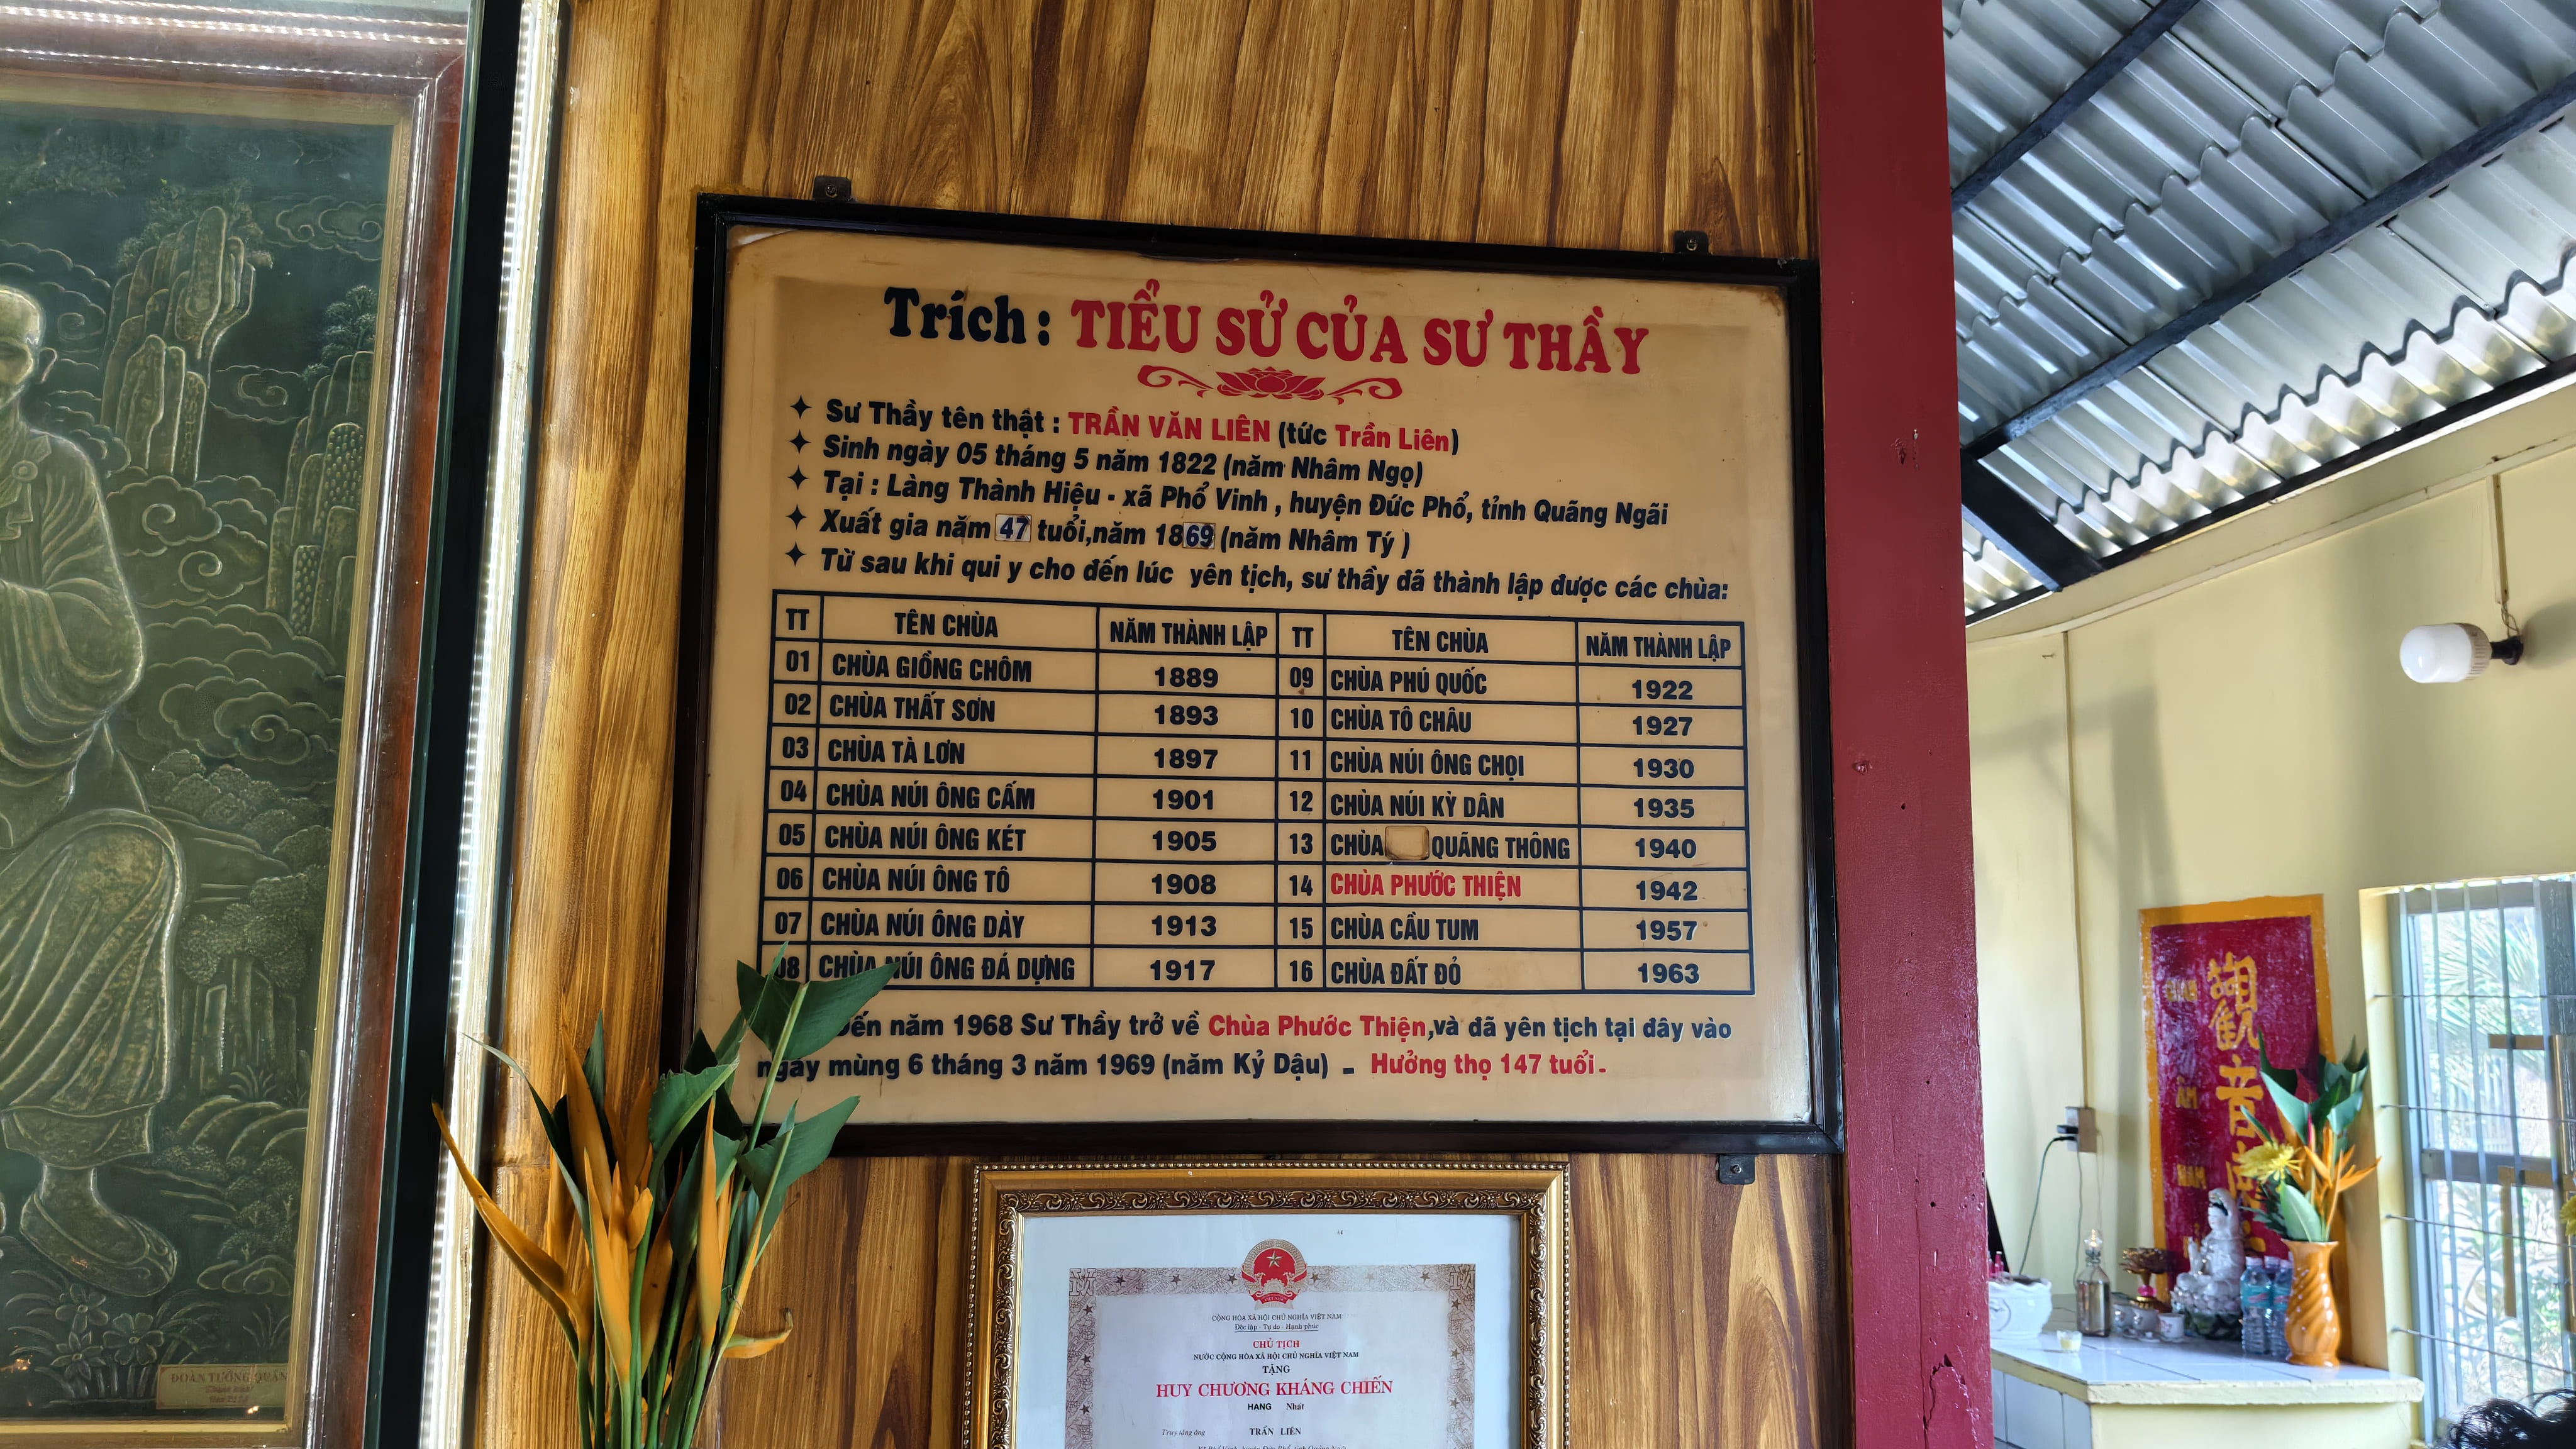 Trích : TIỂU SỬ CỦA SƯ THẦY
Sư Thầy tên thật : TRẦN VĂN LIÊN (tức Trần Liên)
Sinh ngày 05 tháng 5 năm 1822 (năm Nhâm Ngọ)
Tại : Làng Thành Hiệu - xã Phổ Vinh , huyện Đức Phổ, tỉnh Quãng Ngãi
Xuất gia năm 47 tuổi,năm 1869 (năm Nhâm Tý )
Từ sau khi qui y cho đến lúc yên tịch, sư thầy đã thành lập được các chùa:
TT TÊN CHÙA NĂM THÀNH LẬP TT TÊN CHÙA NĂM THÀNH LẬP
01 CHÙA GIỒNG CHÔM 1889 09 CHÙA PHÚ QUỐC 1922
02 CHÙA THẤT SƠN 1893 10 CHÙA TÔ CHÂU 1927
03 CHÙA TÀ LƠN 1897 11 CHÙA NÚI ÔNG CHỌI 1930
04 CHÙA NÚI ÔNG CẤM 1901 12 CHÙA NÚI KỲ DÂN 1935
05 CHÙA NÚI ÔNG KÉT 1905 13 CHÙA QUÃNG THÔNG 1940
06 CHÙA NÚI ÔNG TÔ 1908 14 CHÙA PHƯỚC THIỆN 1942
07 CHÙA NÚI ÔNG DÀY 1913 15 CHÙA CẦU TUM 1957
08 CHÙA NÚI ÔNG ĐÁ DỰNG 1917 16 CHÙA ĐẤT ĐỎ 1963
Đến năm 1968 Sư Thầy trở về Chùa Phước Thiện,và đã yên tịch tại đây vào
ngày mùng 6 tháng 3 năm 1969 (năm Kỷ Dậu) - Hưởng thọ 147 tuổi.
CỘNG HÒA XÃ HỘI CHỦ NGHĨA VIỆT NAM
Độc lập - Tự do - Hạnh phúc
CHỦ TỊCH
NƯỚC CỘNG HÒA XÃ HỘI CHỦ NGHĨA VIỆT NAM
TẶNG
HUY CHƯƠNG KHÁNG CHIẾN
HẠNG Nhất
Truy tặng ông TRẦN LIÊN
ĐOÀN TƯỜNG QUÂN
觀
音